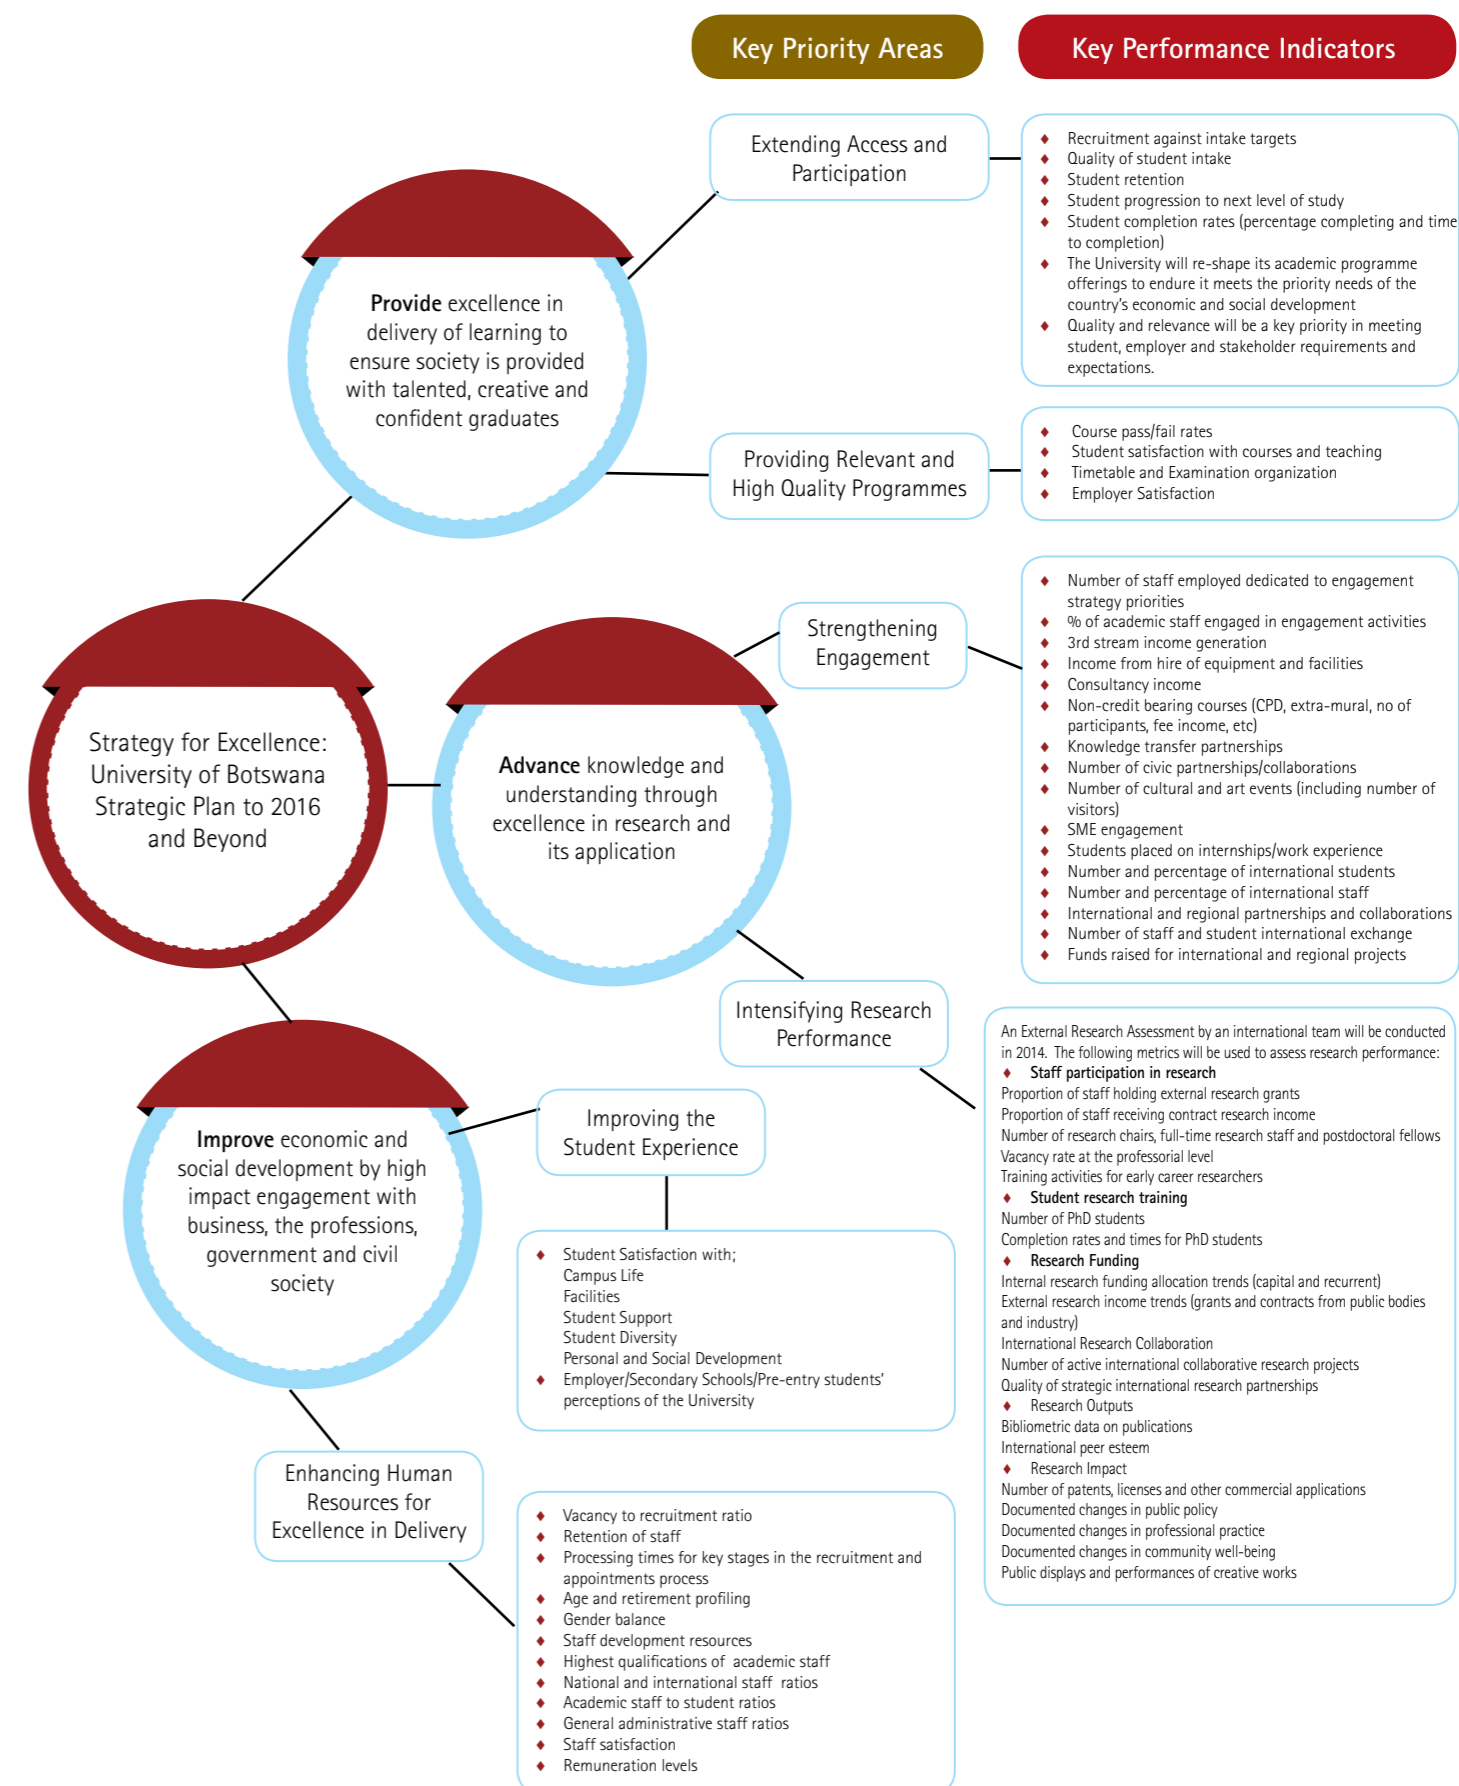 Key Priority Areas
Key Performance Indicators
Extending Access and
Participation
♦ Recruitment against intake targets
♦ Quality of student intake
♦ Student retention
♦ Student progression to next level of study
♦ Student completion rates (percentage completing and time
to completion)
♦ The University will re-shape its academic programme
offerings to endure it meets the priority needs of the
country's economic and social development
♦ Quality and relevance will be a key priority in meeting
student, employer and stakeholder requirements and
expectations.
Provide excellence in
delivery of learning to
ensure society is provided
with talented, creative and
confident graduates
Providing Relevant and
High Quality Programmes
♦ Course pass/fail rates
♦ Student satisfaction with courses and teaching
♦ Timetable and Examination organization
♦ Employer Satisfaction
Strengthening
Engagement
♦ Number of staff employed dedicated to engagement
strategy priorities
♦ % of academic staff engaged in engagement activities
♦ 3rd stream income generation
♦ Income from hire of equipment and facilities
♦ Consultancy income
♦ Non-credit bearing courses (CPD, extra-mural, no of
participants, fee income, etc)
♦ Knowledge transfer partnerships
♦ Number of civic partnerships/collaborations
♦ Number of cultural and art events (including number of
visitors)
♦ SME engagement
♦ Students placed on internships/work experience
♦ Number and percentage of international students
♦ Number and percentage of international staff
♦ International and regional partnerships and collaborations
♦ Number of staff and student international exchange
♦ Funds raised for international and regional projects
Strategy for Excellence:
University of Botswana
Strategic Plan to 2016
and Beyond
Advance knowledge and
understanding through
excellence in research and
its application
Intensifying Research
Performance
An External Research Assessment by an international team will be conducted
in 2014. The following metrics will be used to assess research performance:
♦ Staff participation in research
Proportion of staff holding external research grants
Proportion of staff receiving contract research income
Number of research chairs, full-time research staff and postdoctoral fellows
Vacancy rate at the professorial level
Training activities for early career researchers
♦ Student research training
Number of PhD students
Completion rates and times for PhD students
♦ Research Funding
Internal research funding allocation trends (capital and recurrent)
External research income trends (grants and contracts from public bodies
and industry)
International Research Collaboration
Number of active international collaborative research projects
Quality of strategic international research partnerships
♦ Research Outputs
Bibliometric data on publications
International peer esteem
♦ Research Impact
Number of patents, licenses and other commercial applications
Documented changes in public policy
Documented changes in professional practice
Documented changes in community well-being
Public displays and performances of creative works
Improve economic and
social development by high
impact engagement with
business, the professions,
government and civil
society
Improving the
Student Experience
♦ Student Satisfaction with;
Campus Life
Facilities
Student Support
Student Diversity
Personal and Social Development
♦ Employer/Secondary Schools/Pre-entry students'
perceptions of the University
Enhancing Human
Resources for
Excellence in Delivery
♦ Vacancy to recruitment ratio
♦ Retention of staff
♦ Processing times for key stages in the recruitment and
appointments process
♦ Age and retirement profiling
♦ Gender balance
♦ Staff development resources
♦ Highest qualifications of academic staff
♦ National and international staff ratios
♦ Academic staff to student ratios
♦ General administrative staff ratios
♦ Staff satisfaction
♦ Remuneration levels